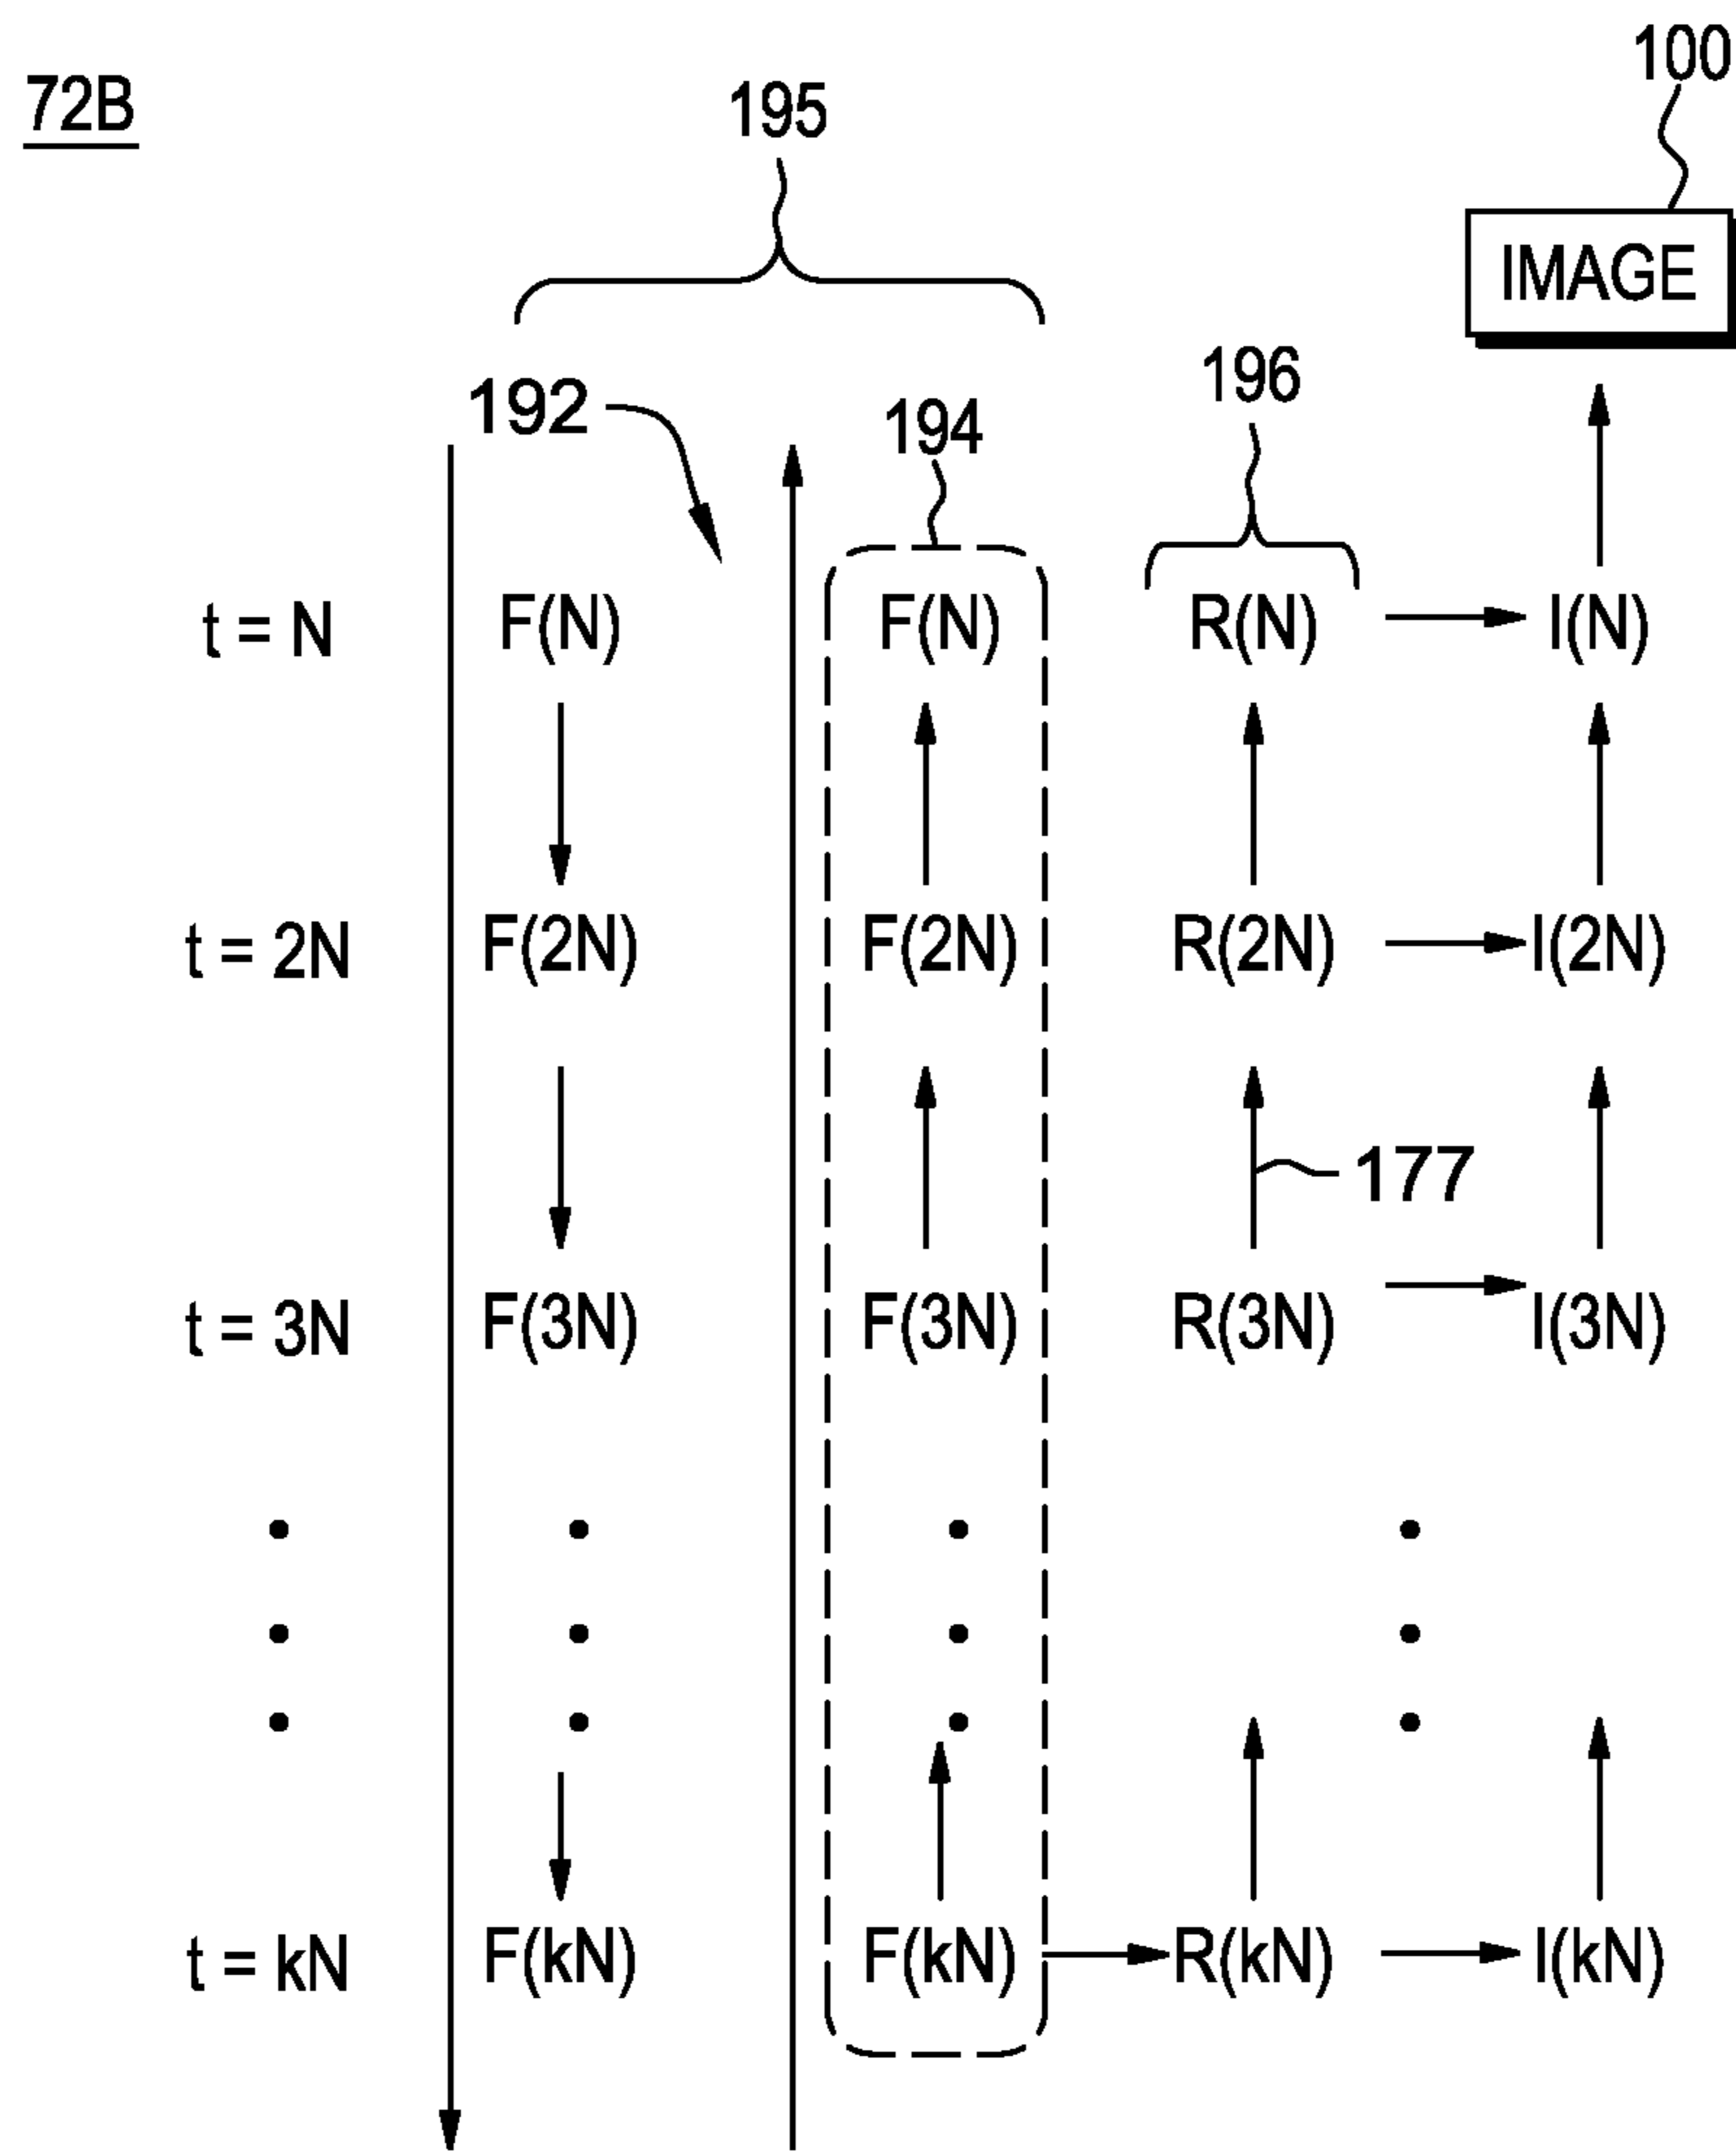 72B
195
100
IMAGE
192
194
196
t = N F(N) F(N) R(N) I(N)
t = 2N F(2N) F(2N) R(2N) I(2N)
177
t = 3N F(3N) F(3N) R(3N) I(3N)
t = kN F(kN) F(kN) R(kN) I(kN)